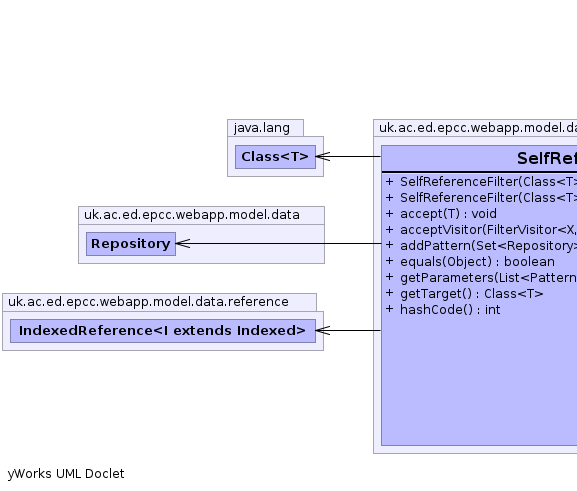 java.lang
Class<T>
uk.ac.ed.epcc.webapp.model.data
Repository
uk.ac.ed.epcc.webapp.model.data.reference
IndexedReference<I extends Indexed>
uk.ac.ed.epcc.webapp.model.da
SelfRef
+ SelfReferenceFilter(Class<T>
+ SelfReferenceFilter(Class<T>
+ accept(T) : void
+ acceptVisitor(FilterVisitor<X,
+ addPattern(Set<Repository>
+ equals(Object) : boolean
+ getParameters(List<Pattern
+ getTarget() : Class<T>
+ hashCode() : int
yWorks UML Doclet